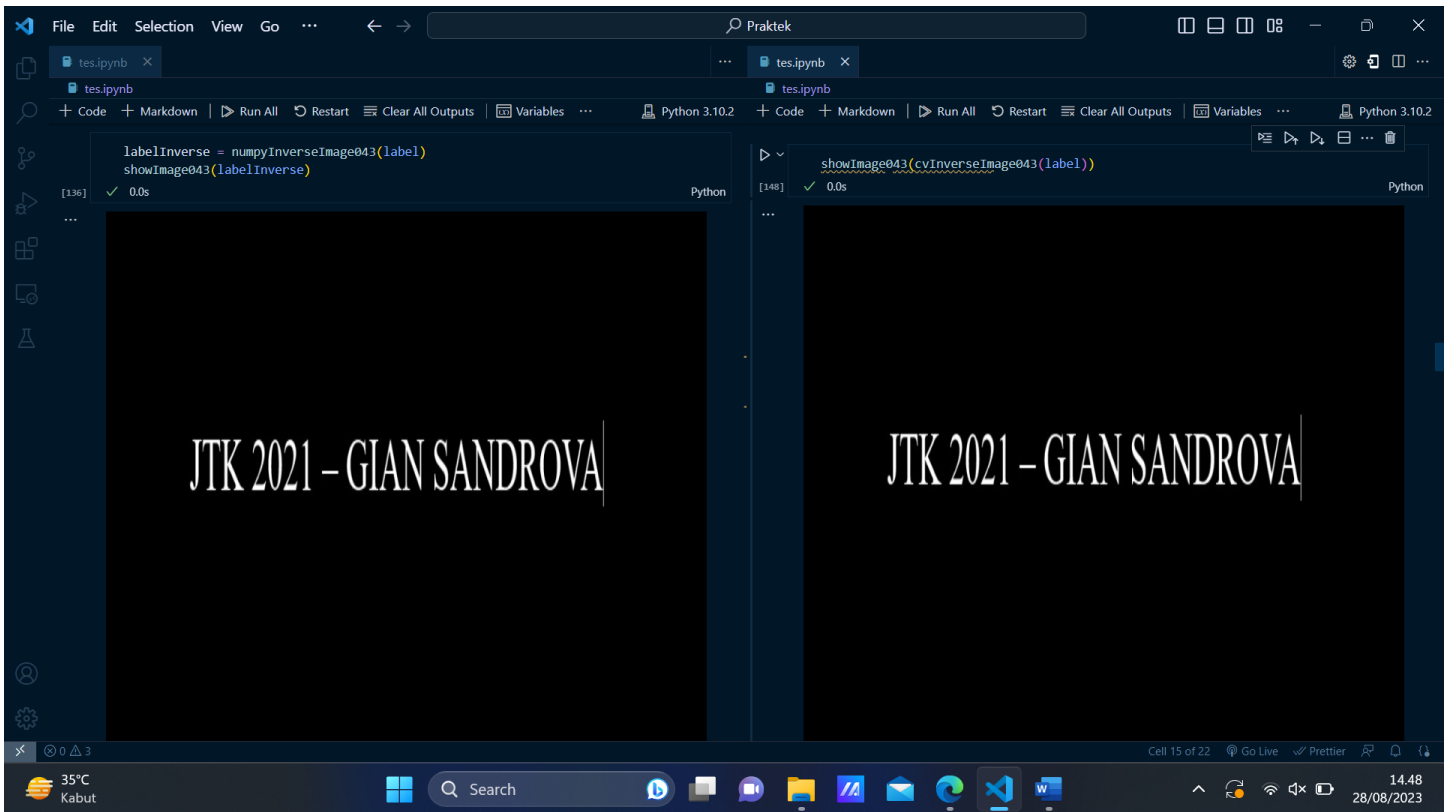 File Edit Selection View Go ··· Praktek
tes.ipynb
tes.ipynb
Code Markdown Run All Restart Clear All Outputs Variables ··· Python 3.10.2
labelInverse = numpyInverseImage043(label)
showImage043(labelInverse)
[136] 0.0s Python
JTK 2021 – GIAN SANDROVA
tes.ipynb
tes.ipynb
Code Markdown Run All Restart Clear All Outputs Variables ··· Python 3.10.2
showImage043(cvInverseImage043(label))
[148] 0.0s Python
JTK 2021 – GIAN SANDROVA
0 3 Cell 15 of 22 Go Live Prettier
35°C
Kabut
Search
14.48
28/08/2023